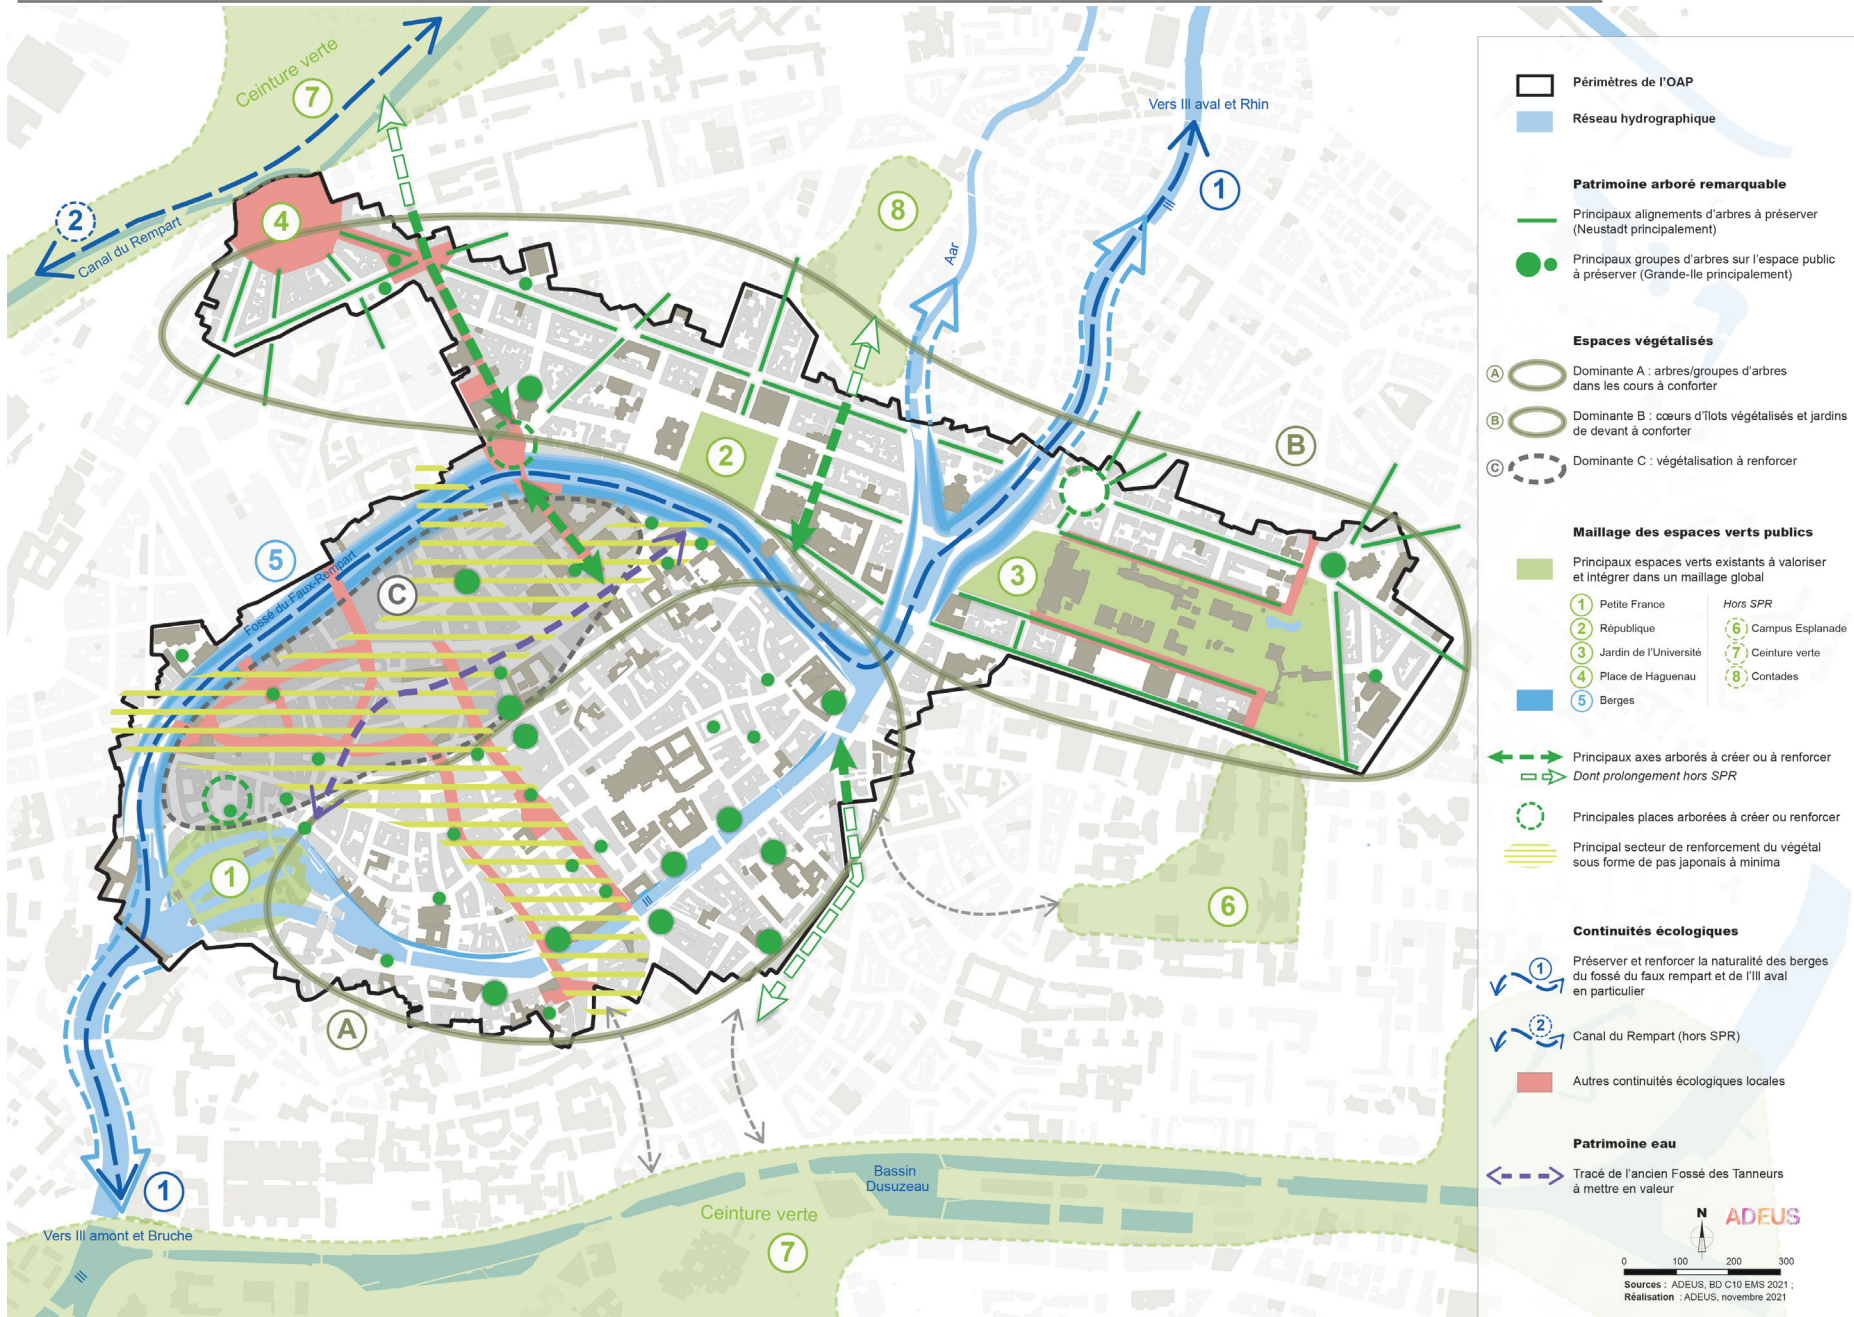 Ceinture verte
7
2
Canal du Rempart
4
8
Vers Ill aval et Rhin
1
Ill
Aar
B
2
5
Fossé du Faux-Rempart
C
3
1
Ill
6
A
1
Vers Ill amont et Bruche
Ill
Bassin
Dusuzeau
Ceinture verte
7
Périmètres de l'OAP
Réseau hydrographique
Patrimoine arboré remarquable
Principaux alignements d'arbres à préserver
(Neustadt principalement)
Principaux groupes d'arbres sur l'espace public
à préserver (Grande-Ile principalement)
Espaces végétalisés
A Dominante A : arbres/groupes d'arbres
dans les cours à conforter
B Dominante B : cœurs d'îlots végétalisés et jardins
de devant à conforter
C Dominante C : végétalisation à renforcer
Maillage des espaces verts publics
Principaux espaces verts existants à valoriser
et intégrer dans un maillage global
1 Petite France
2 République
3 Jardin de l'Université
4 Place de Haguenau
5 Berges
Hors SPR
6 Campus Esplanade
7 Ceinture verte
8 Contades
Principaux axes arborés à créer ou à renforcer
Dont prolongement hors SPR
Principales places arborées à créer ou renforcer
Principal secteur de renforcement du végétal
sous forme de pas japonais à minima
Continuités écologiques
1 Préserver et renforcer la naturalité des berges
du fossé du faux rempart et de l'Ill aval
en particulier
2 Canal du Rempart (hors SPR)
Autres continuités écologiques locales
Patrimoine eau
Tracé de l'ancien Fossé des Tanneurs
à mettre en valeur
N ADEUS
0 100 200 300
Sources : ADEUS, BD C10 EMS 2021 ;
Réalisation : ADEUS, novembre 2021